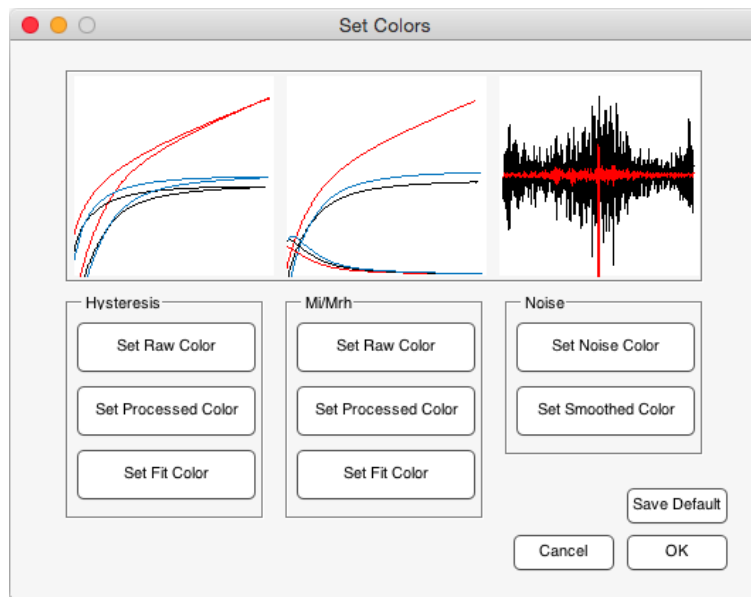 Set Colors
Hysteresis
Set Raw Color
Set Processed Color
Set Fit Color
Mi/Mrh
Set Raw Color
Set Processed Color
Set Fit Color
Noise
Set Noise Color
Set Smoothed Color
Save Default
Cancel
OK